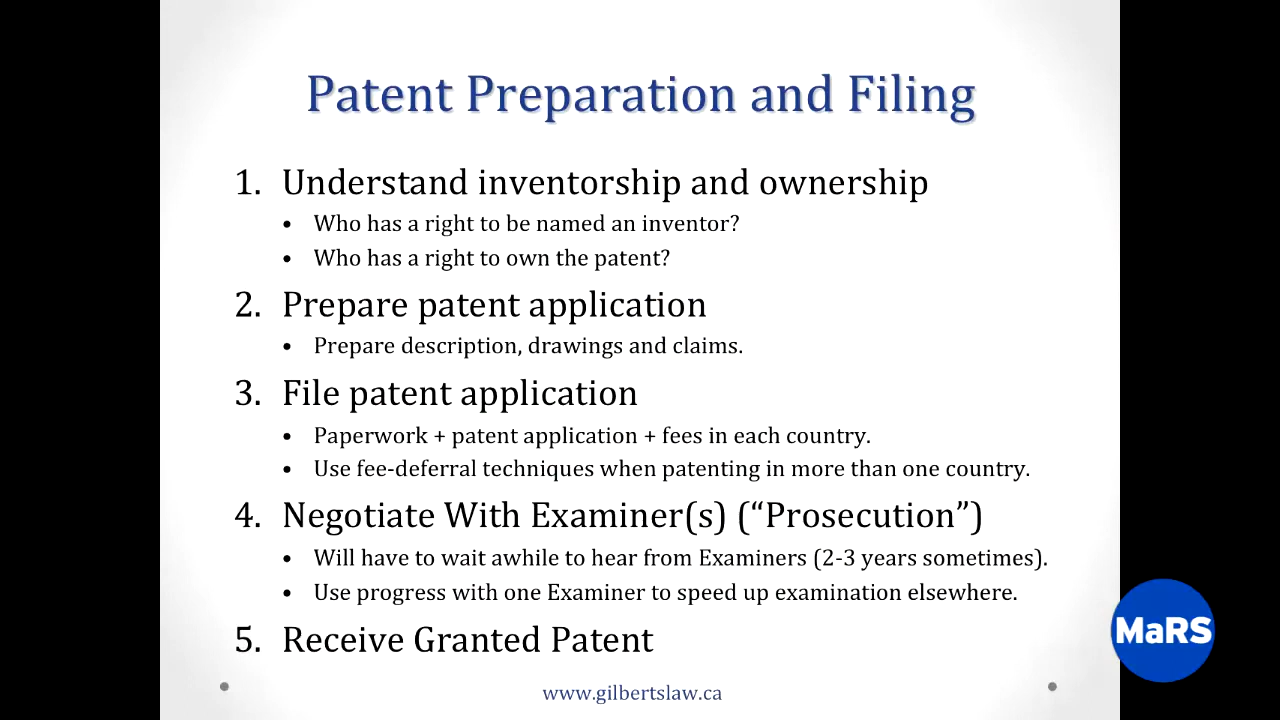 Patent Preparation and Filing
1. Understand inventorship and ownership
• Who has a right to be named an inventor?
• Who has a right to own the patent?
2. Prepare patent application
• Prepare description, drawings and claims.
3. File patent application
• Paperwork + patent application + fees in each country.
• Use fee-deferral techniques when patenting in more than one country.
4. Negotiate With Examiner(s) (“Prosecution”)
• Will have to wait awhile to hear from Examiners (2-3 years sometimes).
• Use progress with one Examiner to speed up examination elsewhere.
5. Receive Granted Patent
MaRS
www.gilbertslaw.ca